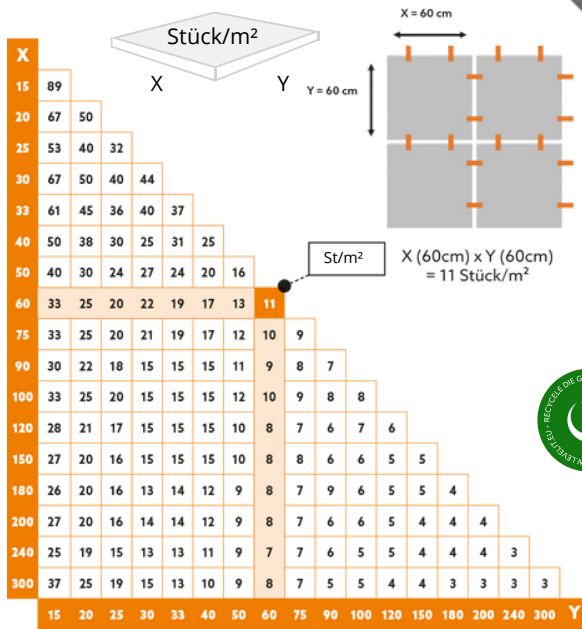 Stück/m²
X
Y
X = 60 cm
Y = 60 cm
X (60cm) x Y (60cm)
= 11 Stück/m²
St/m²
X
15 89
20 67 50
25 53 40 32
30 67 50 40 44
33 61 45 36 40 37
40 50 38 30 25 31 25
50 40 30 24 27 24 20 16
60 33 25 20 22 19 17 13 11
75 33 25 20 21 19 17 12 10 9
90 30 22 18 15 15 15 11 9 8 7
100 33 25 20 15 15 15 12 10 9 8 8
120 28 21 17 15 15 15 10 8 7 6 7 6
150 27 20 16 15 15 15 10 8 8 6 6 5 5
180 26 20 16 13 14 12 9 8 7 9 6 5 5 4
200 27 20 16 14 14 12 9 8 7 6 6 5 4 4 4
240 25 19 15 13 13 11 9 7 7 6 5 5 4 4 4 3
300 37 25 19 15 13 10 9 8 7 5 5 4 4 3 3 3 3
15 20 25 30 33 40 50 60 75 90 100 120 150 180 200 240 300 Y
RECYCELE DIE